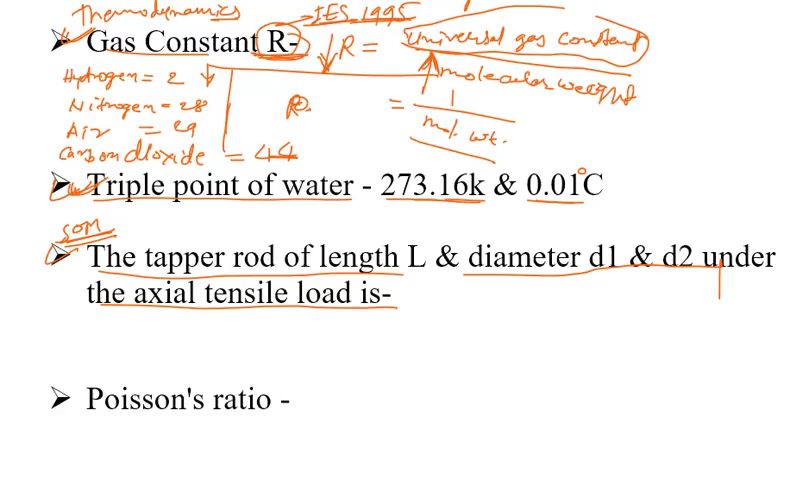 Thermodynamics
IES 1995
➤ Gas Constant R-
R = Universal gas constant
molecular weight
Hydrogen = 2
Nitrogen = 28
R
= 1
mol. wt.
Air = 29
Carbon dioxide = 44
➤ Triple point of water - 273.16k & 0.01°C
SOM
➤ The tapper rod of length L & diameter d1 & d2 under
the axial tensile load is-
➤ Poisson's ratio -